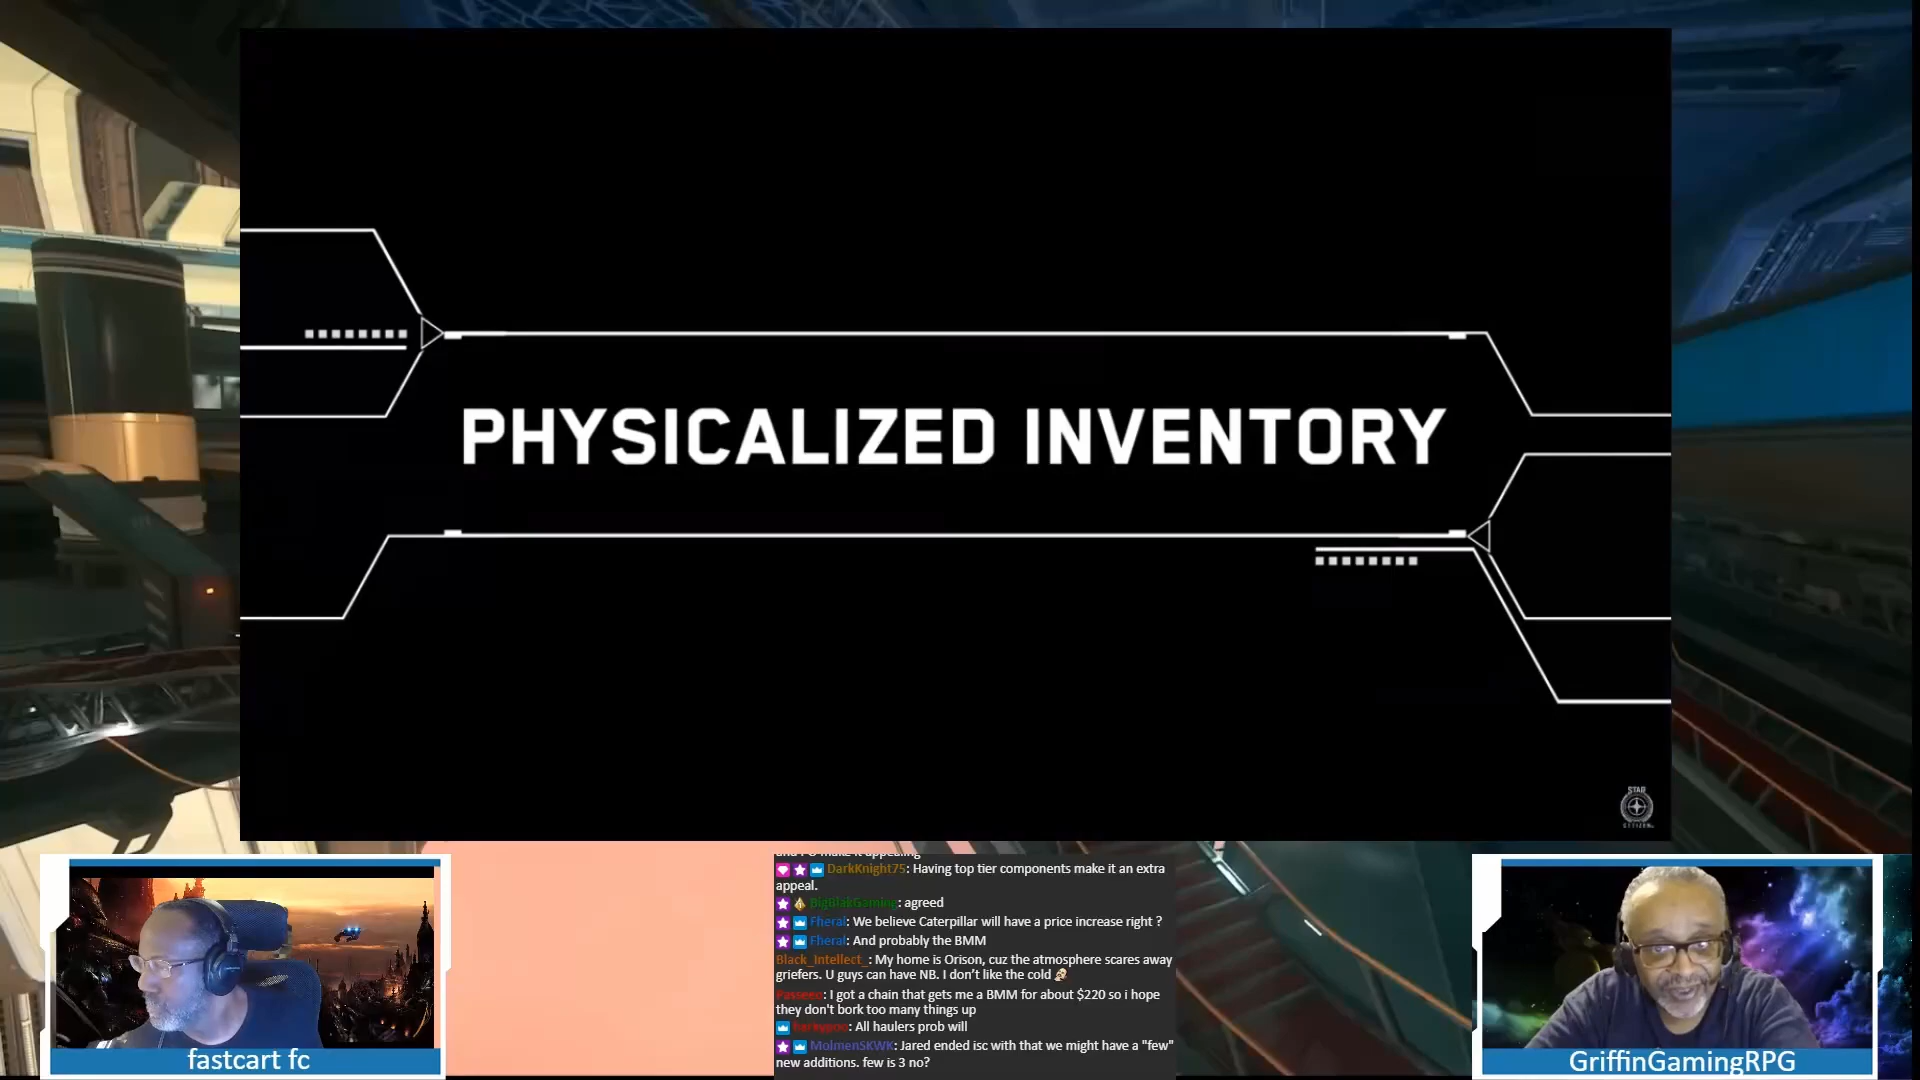 PHYSICALIZED INVENTORY
STAR
CITIZEN
DarkKnight75: Having top tier components make it an extra
appeal.
BigBlakGaming: agreed
Fheral: We believe Caterpillar will have a price increase right ?
Fheral: And probably the BMM
Black_Intellect_: My home is Orison, cuz the atmosphere scares away
griefers. U guys can have NB. I don’t like the cold
: I got a chain that gets me a BMM for about $220 so i hope
they don't bork too many things up
: All haulers prob will
MolmenSKWK: Jared ended isc with that we might have a "few"
new additions. few is 3 no?
fastcart fc
GriffinGamingRPG